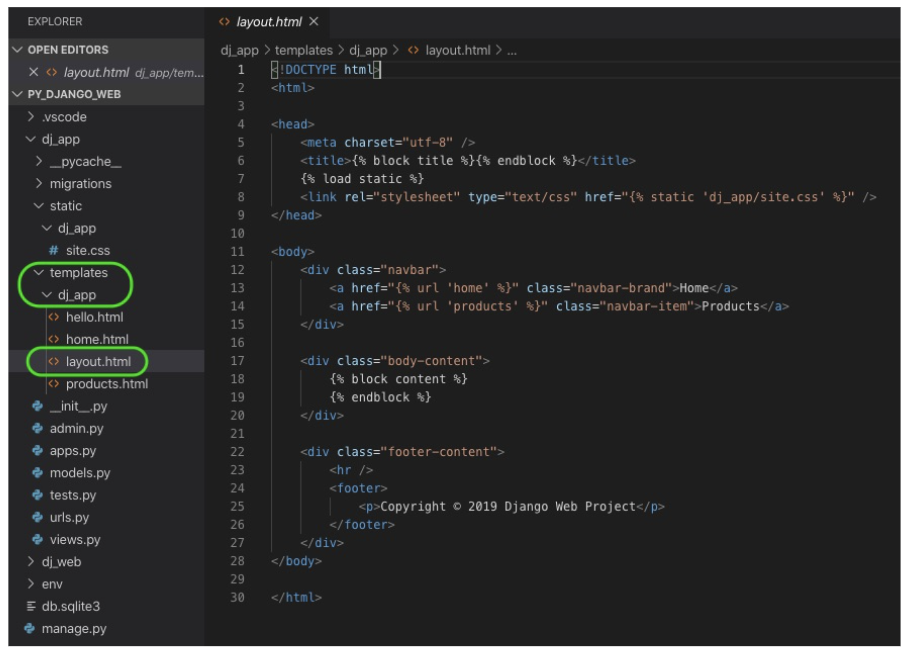 EXPLORER
OPEN EDITORS
layout.html dj_app/tem...
PY_DJANGO_WEB
.vscode
dj_app
__pycache__
migrations
static
dj_app
# site.css
templates
dj_app
<> hello.html
<> home.html
<> layout.html
<> products.html
__init__.py
admin.py
apps.py
models.py
tests.py
urls.py
views.py
dj_web
env
db.sqlite3
manage.py
<> layout.html
dj_app > templates > dj_app > <> layout.html > ...
1 <!DOCTYPE html>
2 <html>
3
4 <head>
5     <meta charset="utf-8" />
6     <title>{% block title %}{% endblock %}</title>
7     {% load static %}
8     <link rel="stylesheet" type="text/css" href="{% static 'dj_app/site.css' %}" />
9 </head>
10
11 <body>
12     <div class="navbar">
13         <a href="{% url 'home' %}" class="navbar-brand">Home</a>
14         <a href="{% url 'products' %}" class="navbar-item">Products</a>
15     </div>
16
17     <div class="body-content">
18         {% block content %}
19         {% endblock %}
20     </div>
21
22     <div class="footer-content">
23         <hr />
24         <footer>
25             <p>Copyright © 2019 Django Web Project</p>
26         </footer>
27     </div>
28 </body>
29
30 </html>